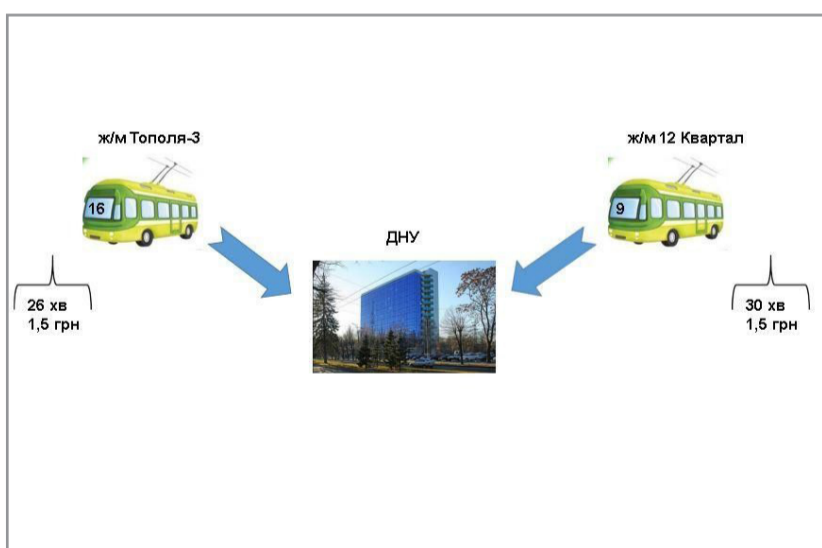 ж/м Тополя-3
ж/м 12 Квартал
16
9
ДНУ
26 хв
1,5 грн
30 хв
1,5 грн